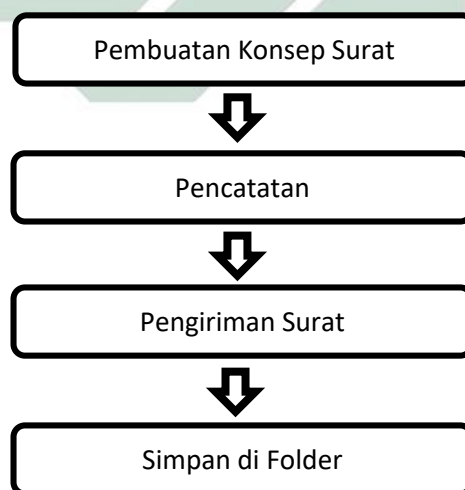 Pembuatan Konsep Surat
Pencatatan
Pengiriman Surat
Simpan di Folder